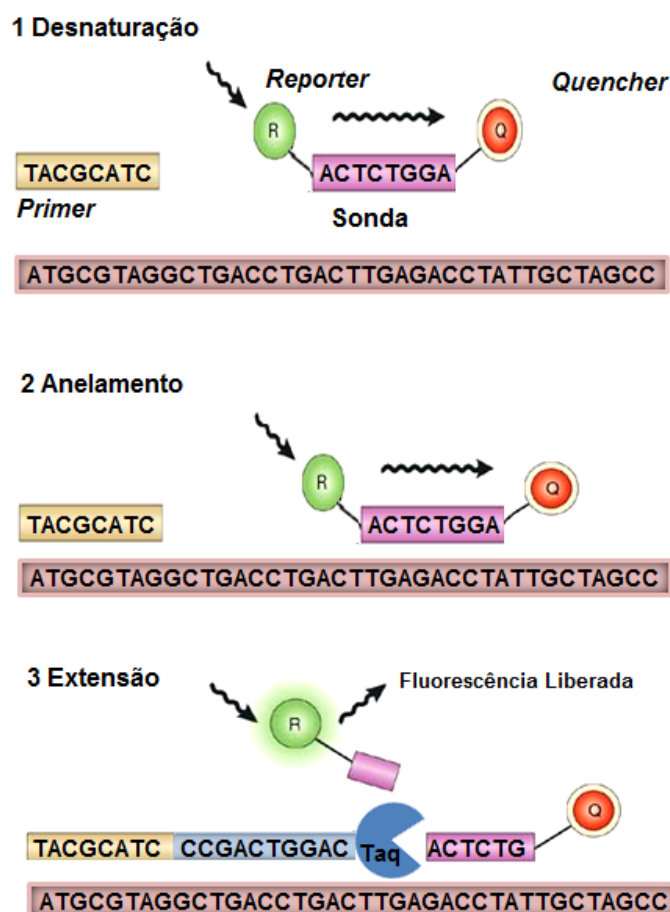 1 Desnaturação
Reporter
Quencher
R
Q
TACGCATC
ACTCTGGA
Primer
Sonda
ATGCGTAGGCTGACCTGACTTGAGACCTATTGCTAGCC
2 Anelamento
R
Q
TACGCATC
ACTCTGGA
ATGCGTAGGCTGACCTGACTTGAGACCTATTGCTAGCC
3 Extensão
Fluorescência Liberada
R
Q
TACGCATC
CCGACTGGAC
Taq
ACTCTG
ATGCGTAGGCTGACCTGACTTGAGACCTATTGCTAGCC